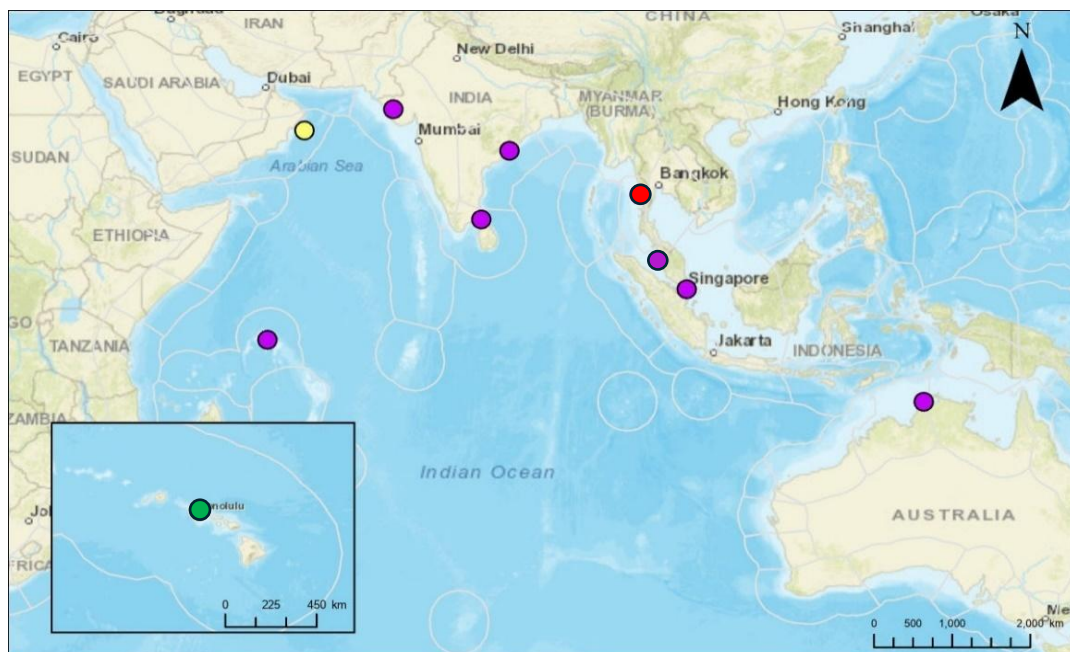 CHINA
Baghdad
IRAN
Shanghai
Osaka
Cairo
N
New Delhi
EGYPT
SAUDI ARABIA
Dubai
INDIA
MYANMAR
(BURMA)
Hong Kong
Mumbai
SUDAN
Arabian Sea
Bangkok
ETHIOPIA
Singapore
TANZANIA
Jakarta
INDONESIA
ZAMBIA
Indian Ocean
onolulu
AUSTRALIA
0 225 450 km
0 500 1,000 2,000 km